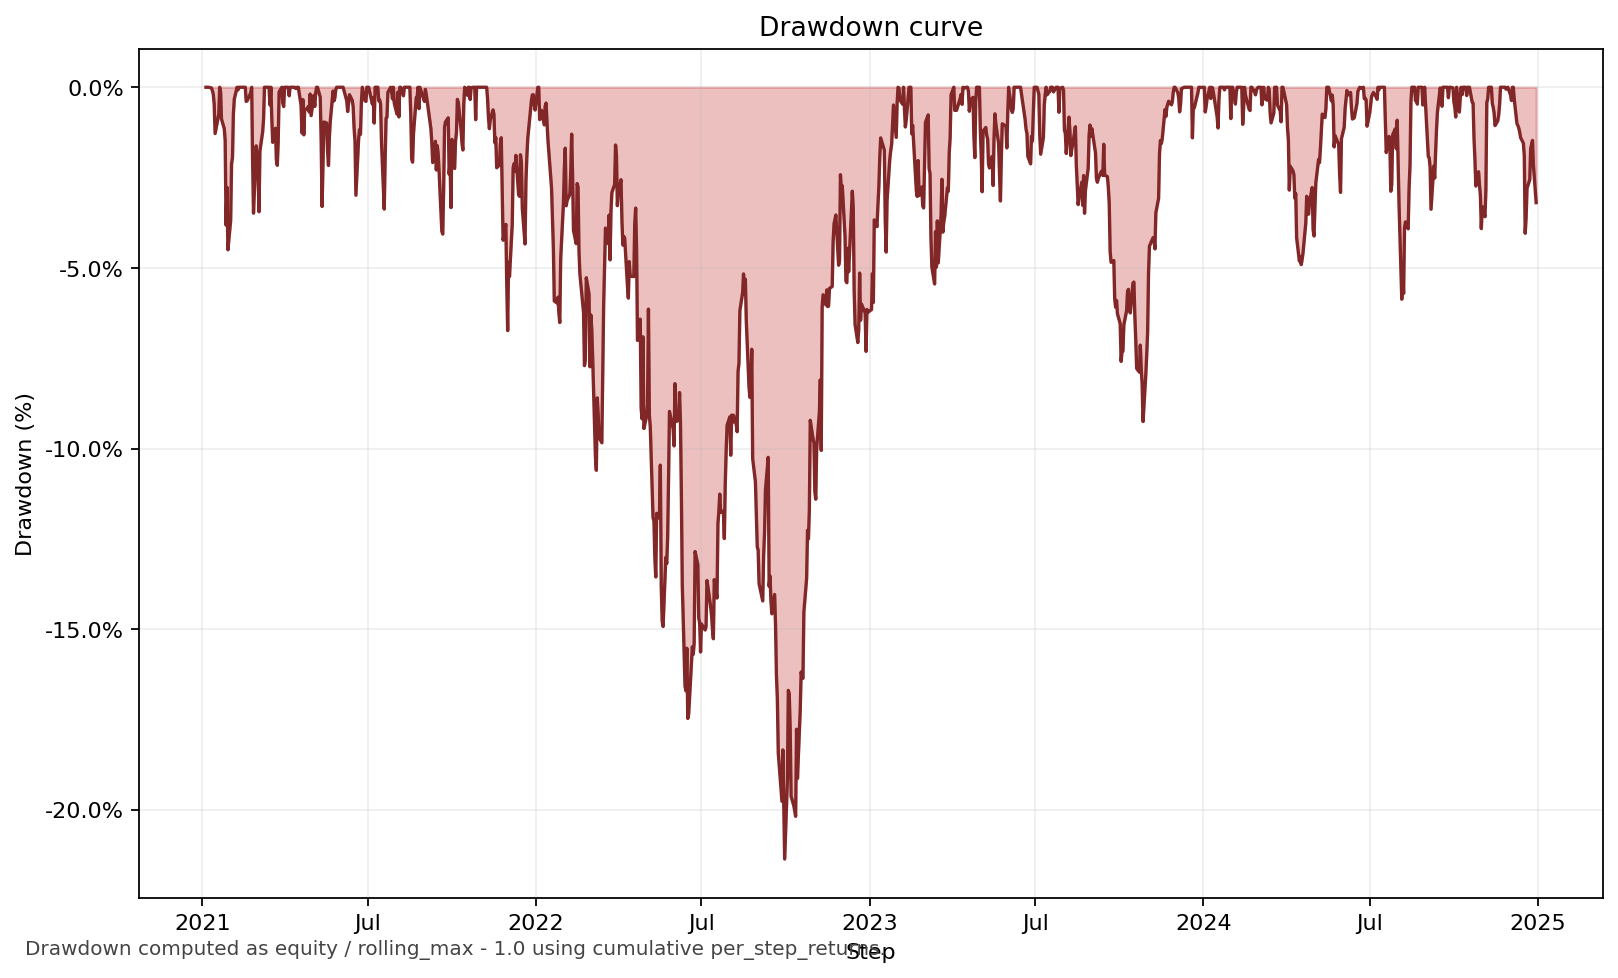 Drawdown curve
Drawdown (%)
0.0%
-5.0%
-10.0%
-15.0%
-20.0%
2021
Jul
2022
Jul
2023
Jul
2024
Jul
2025
Step
Drawdown computed as equity / rolling_max - 1.0 using cumulative per_step_returns.